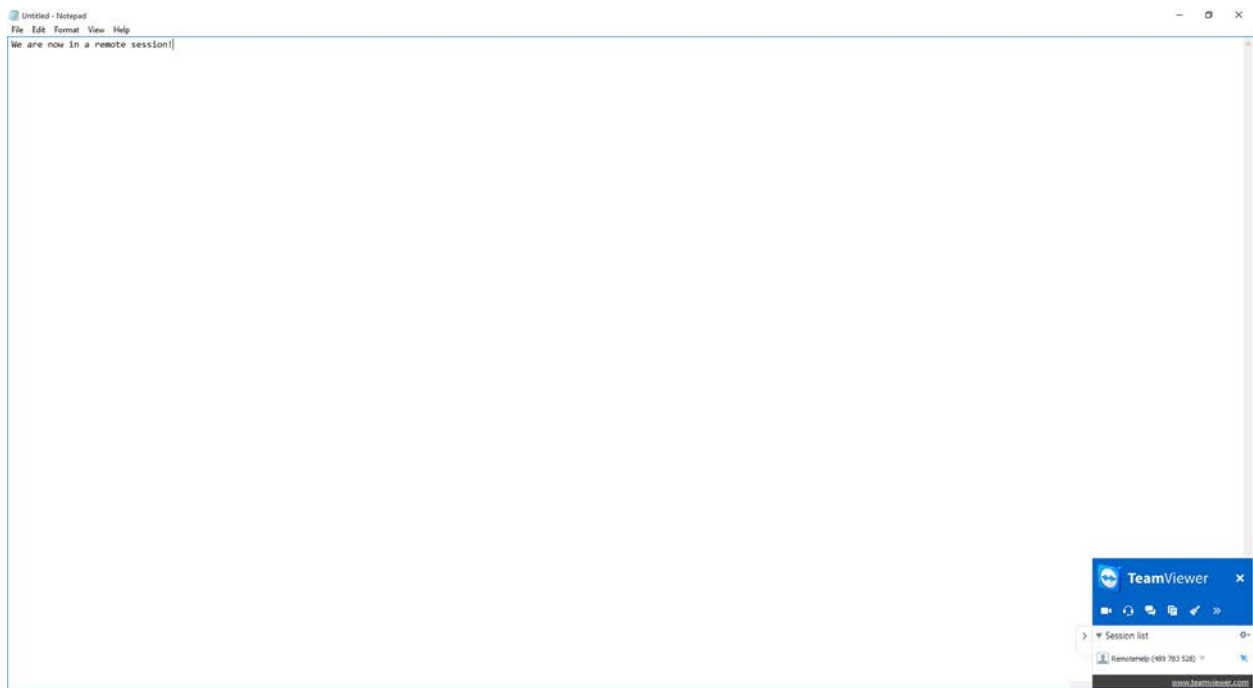 Untitled - Notepad
File Edit Format View Help
We are now in a remote session!
TeamViewer
Session list
RemoteHelp (489 783 528)
www.teamviewer.com